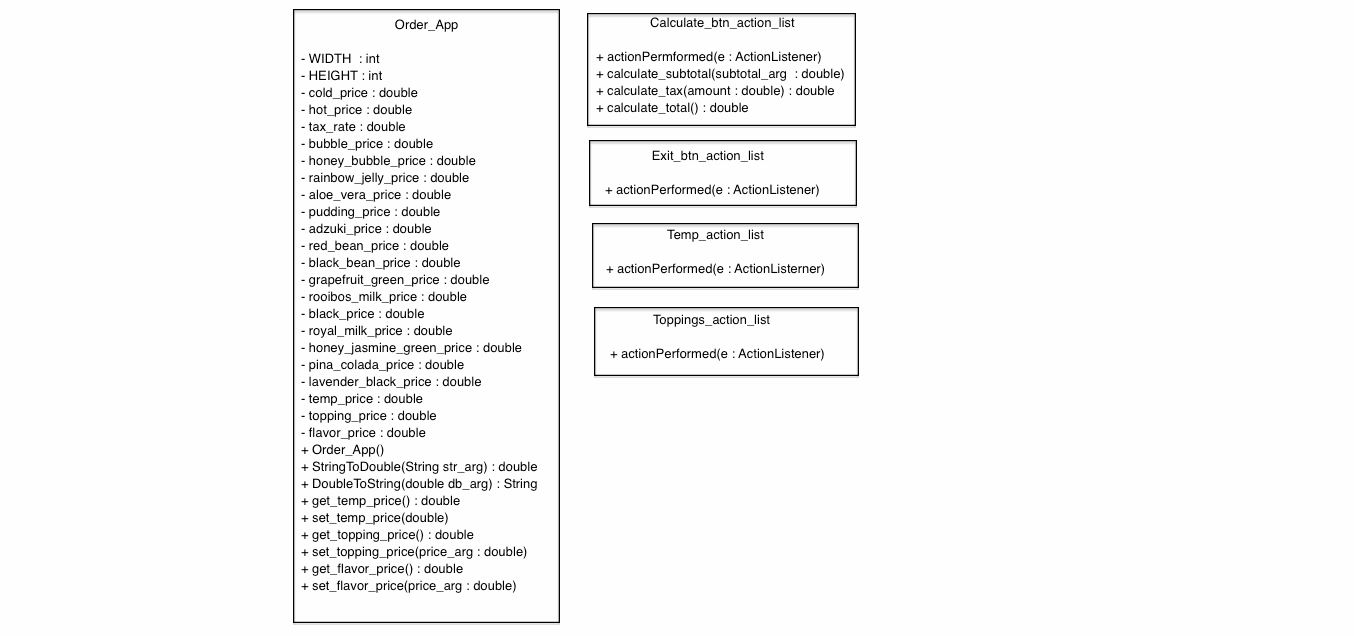 Order_App
- WIDTH : int
- HEIGHT : int
- cold_price : double
- hot_price : double
- tax_rate : double
- bubble_price : double
- honey_bubble_price : double
- rainbow_jelly_price : double
- aloe_vera_price : double
- pudding_price : double
- adzuki_price : double
- red_bean_price : double
- black_bean_price : double
- grapefruit_green_price : double
- rooibos_milk_price : double
- black_price : double
- royal_milk_price : double
- honey_jasmine_green_price : double
- pina_colada_price : double
- lavender_black_price : double
- temp_price : double
- topping_price : double
- flavor_price : double
+ Order_App()
+ StringToDouble(String str_arg) : double
+ DoubleToString(double db_arg) : String
+ get_temp_price() : double
+ set_temp_price(double)
+ get_topping_price() : double
+ set_topping_price(price_arg : double)
+ get_flavor_price() : double
+ set_flavor_price(price_arg : double)
Calculate_btn_action_list
+ actionPermformed(e : ActionListener)
+ calculate_subtotal(subtotal_arg : double)
+ calculate_tax(amount : double) : double
+ calculate_total() : double
Exit_btn_action_list
+ actionPerformed(e : ActionListener)
Temp_action_list
+ actionPerformed(e : ActionListerner)
Toppings_action_list
+ actionPerformed(e : ActionListener)